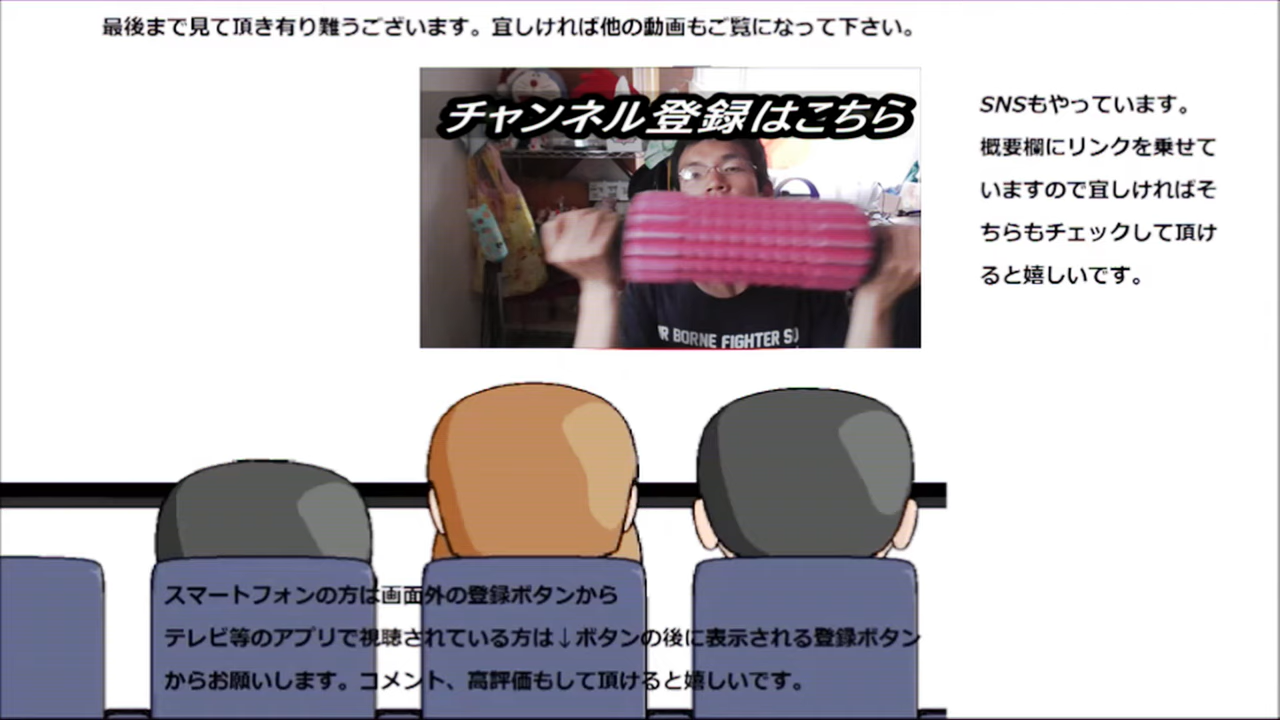 最後まで見て頂き有り難うございます。宜しければ他の動画もご覧になって下さい。
チャンネル登録はこちら
SNSもやっています。
概要欄にリンクを乗せて
いますので宜しければそ
ちらもチェックして頂け
ると嬉しいです。
R BORNE FIGHTER SU
スマートフォンの方は画面外の登録ボタンから
テレビ等のアプリで視聴されている方は↓ボタンの後に表示される登録ボタン
からお願いします。コメント、高評価もして頂けると嬉しいです。